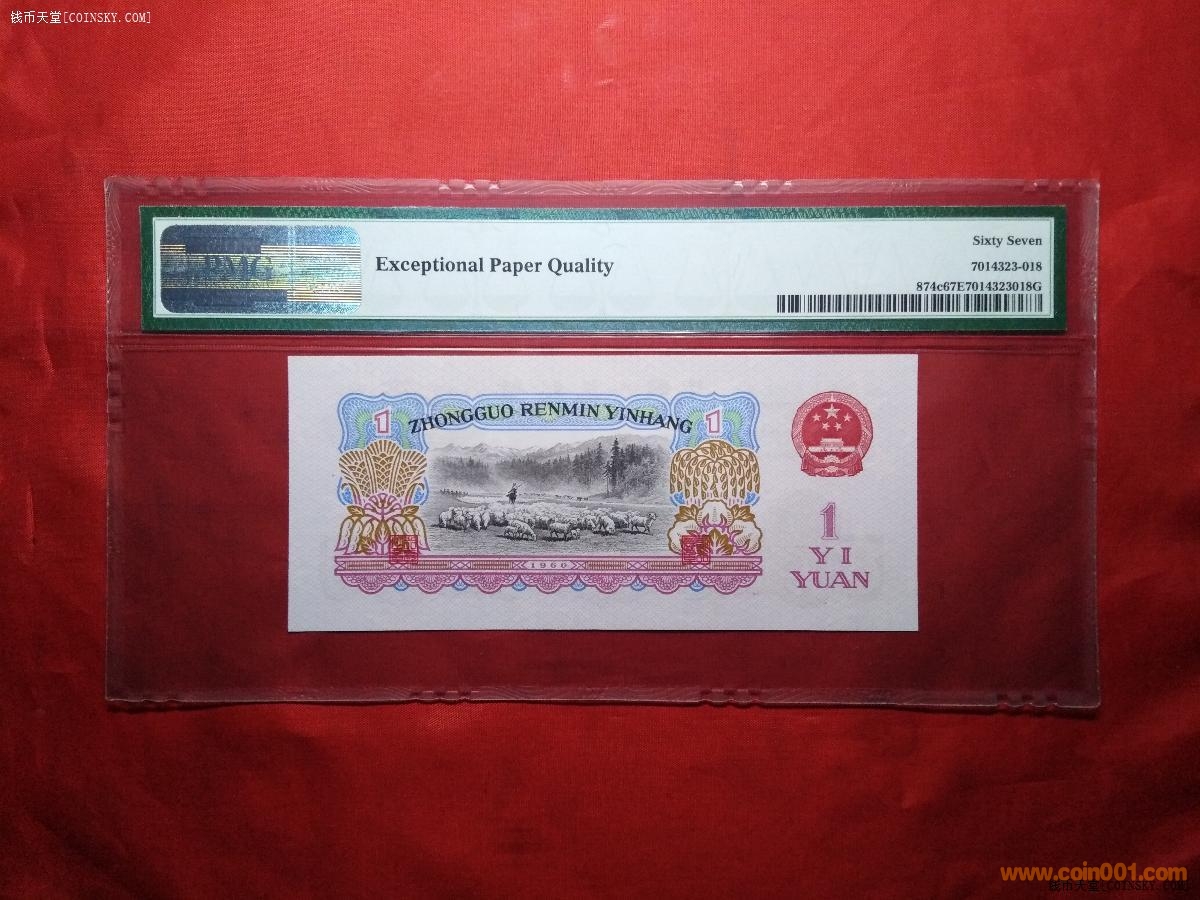 钱币天堂[COINSKY.COM]
PMG
Exceptional Paper Quality
Sixty Seven
7014323-018
874c67E7014323018G
1
ZHONGGUO RENMIN YINHANG
1
1960
1
YI
YUAN
www.coin001.com
钱币天堂[COINSKY.COM]